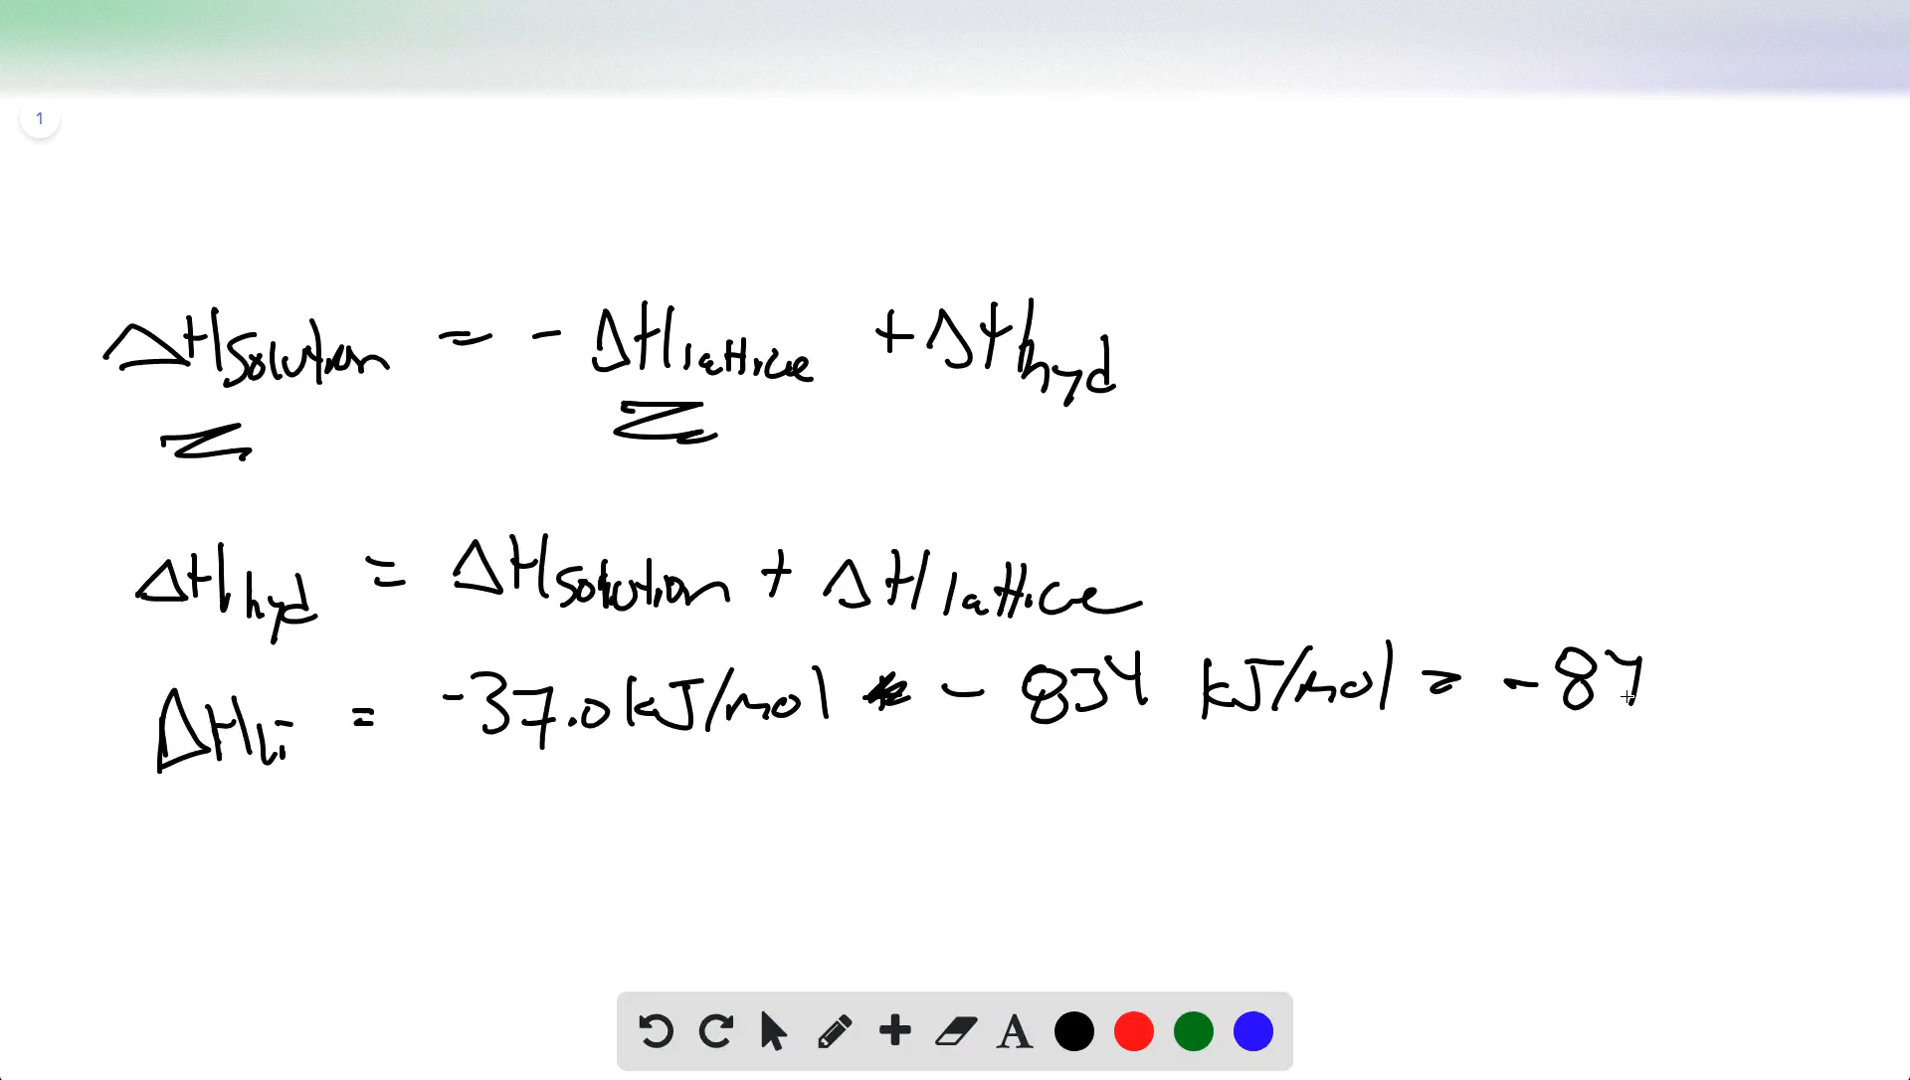 1
ΔHsolution = - ΔHlattice + ΔHhyd
ΔHhyd = ΔHsolution + ΔHlattice
ΔHLi = -37.0 kJ/mol - 834 kJ/mol = -87
A